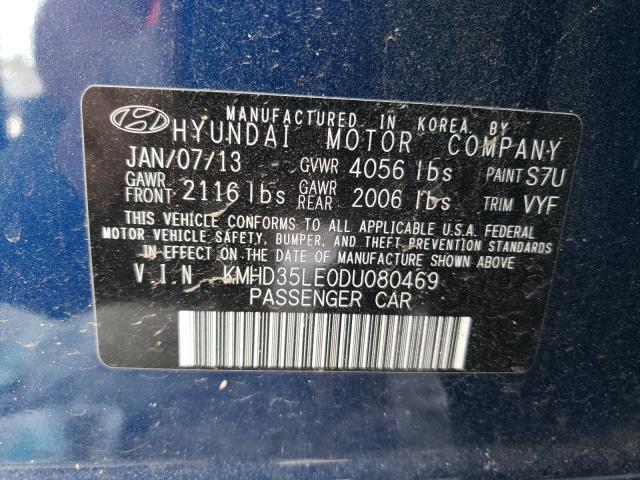 MANUFACTURED IN KOREA BY
HYUNDAI MOTOR COMPANY
JAN/07/13 GVWR 4056 lbs PAINT S7U
GAWR FRONT 2116 lbs GAWR REAR 2006 lbs TRIM VYF
THIS VEHICLE CONFORMS TO ALL APPLICABLE U.S.A. FEDERAL
MOTOR VEHICLE SAFETY, BUMPER, AND THEFT PREVENTION STANDARDS
IN EFFECT ON THE DATE OF MANUFACTURE SHOWN ABOVE.
V I N KMHD35LE0DU080469
PASSENGER CAR